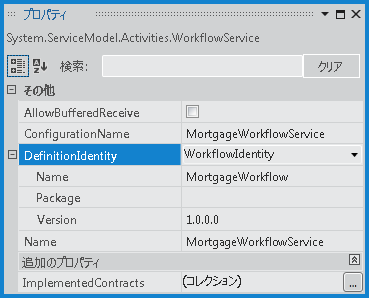 プロパティ
System.ServiceModel.Activities.WorkflowService
検索: クリア
その他
AllowBufferedReceive
ConfigurationName MortgageWorkflowService
DefinitionIdentity WorkflowIdentity
Name MortgageWorkflow
Package
Version 1.0.0.0
Name MortgageWorkflowService
追加のプロパティ
ImplementedContracts (コレクション) ...